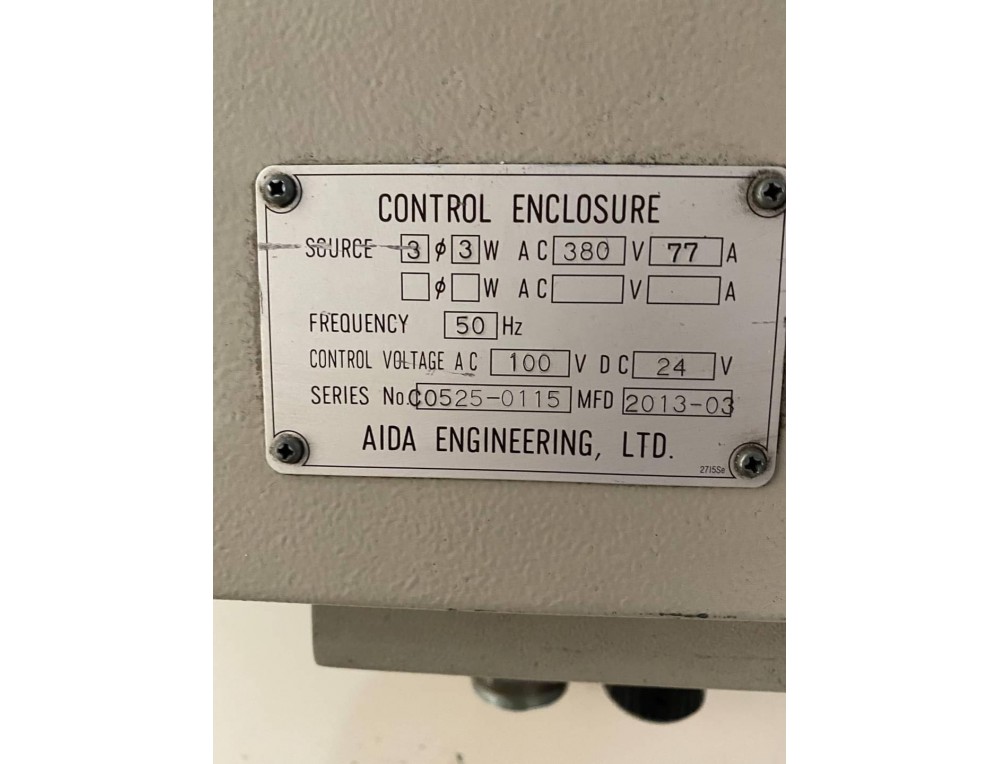 CONTROL ENCLOSURE
SOURCE 3 φ 3 W AC 380 V 77 A
φ W AC V A
FREQUENCY 50 Hz
CONTROL VOLTAGE AC 100 V DC 24 V
SERIES No. C0525-0115 MFD 2013-03
AIDA ENGINEERING, LTD.